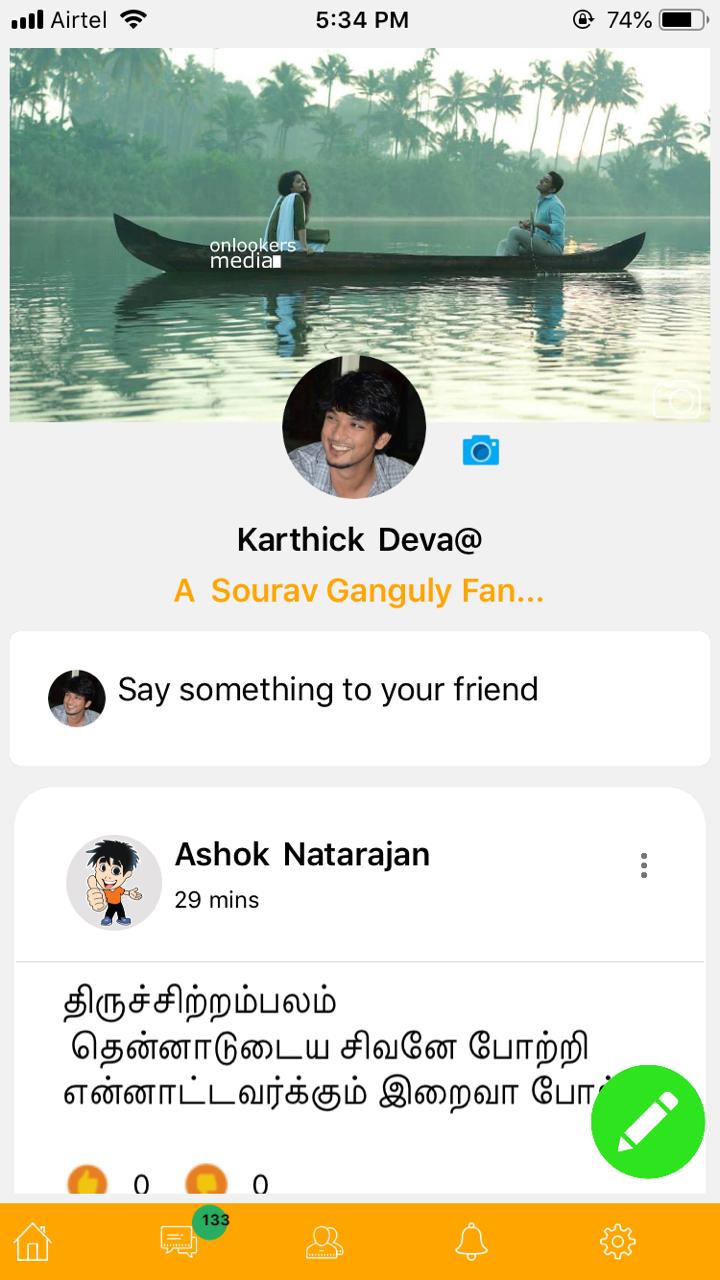 Airtel 5:34 PM 74%
onlookers
media
Karthick Deva@
A Sourav Ganguly Fan...
Say something to your friend
Ashok Natarajan
29 mins
திருச்சிற்றம்பலம்
தென்னாடுடைய சிவனே போற்றி
என்னாட்டவர்க்கும் இறைவா
0 0
133